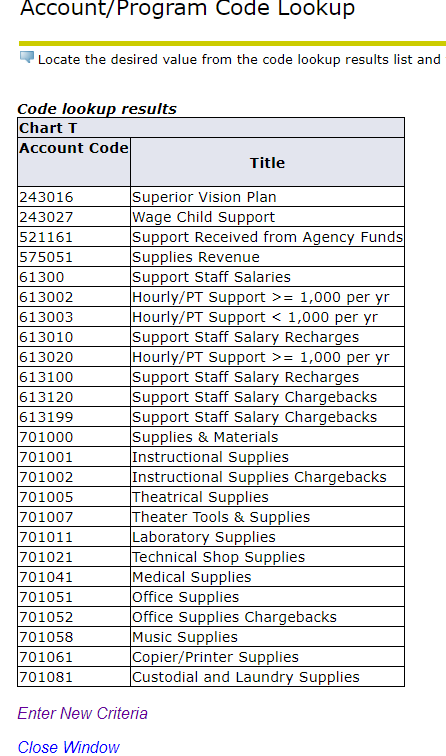 Account/Program Code Lookup
Locate the desired value from the code lookup results list and
Code lookup results
Chart T
Account Code Title
243016 Superior Vision Plan
243027 Wage Child Support
521161 Support Received from Agency Funds
575051 Supplies Revenue
61300 Support Staff Salaries
613002 Hourly/PT Support >= 1,000 per yr
613003 Hourly/PT Support < 1,000 per yr
613010 Support Staff Salary Recharges
613020 Hourly/PT Support >= 1,000 per yr
613100 Support Staff Salary Recharges
613120 Support Staff Salary Chargebacks
613199 Support Staff Salary Chargebacks
701000 Supplies & Materials
701001 Instructional Supplies
701002 Instructional Supplies Chargebacks
701005 Theatrical Supplies
701007 Theater Tools & Supplies
701011 Laboratory Supplies
701021 Technical Shop Supplies
701041 Medical Supplies
701051 Office Supplies
701052 Office Supplies Chargebacks
701058 Music Supplies
701061 Copier/Printer Supplies
701081 Custodial and Laundry Supplies
Enter New Criteria
Close Window